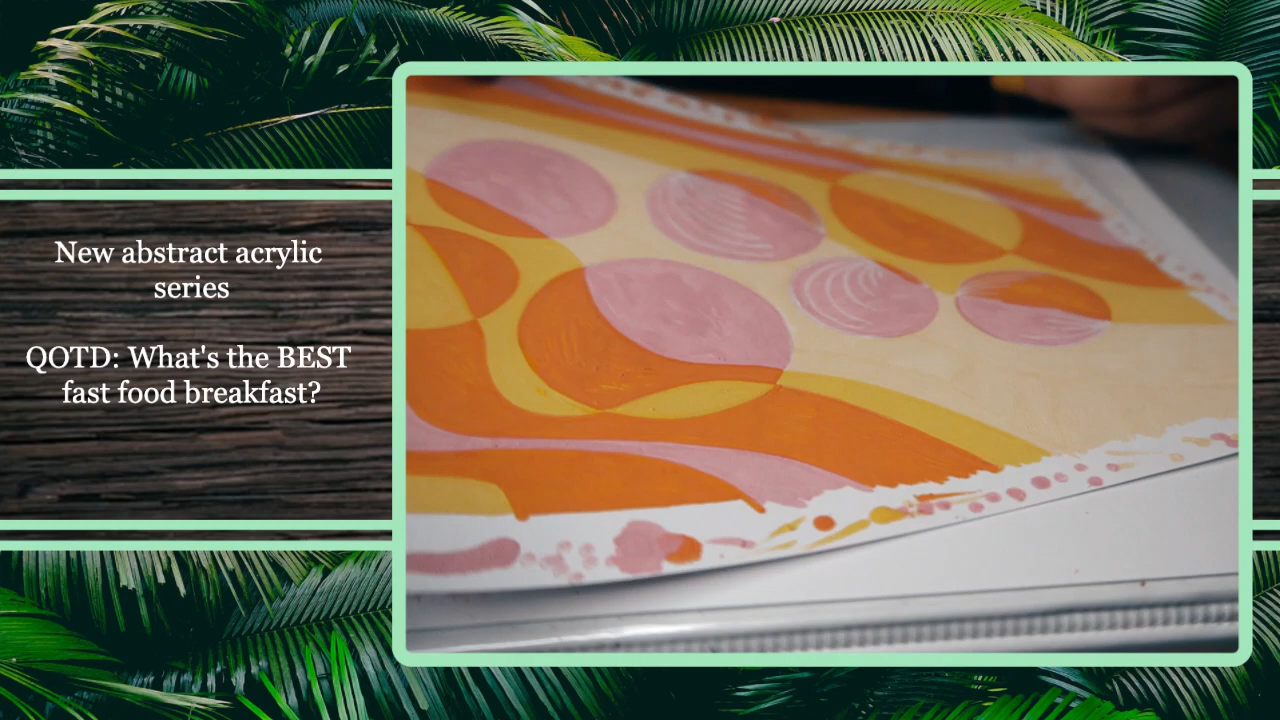 New abstract acrylic
series
QOTD: What's the BEST
fast food breakfast?